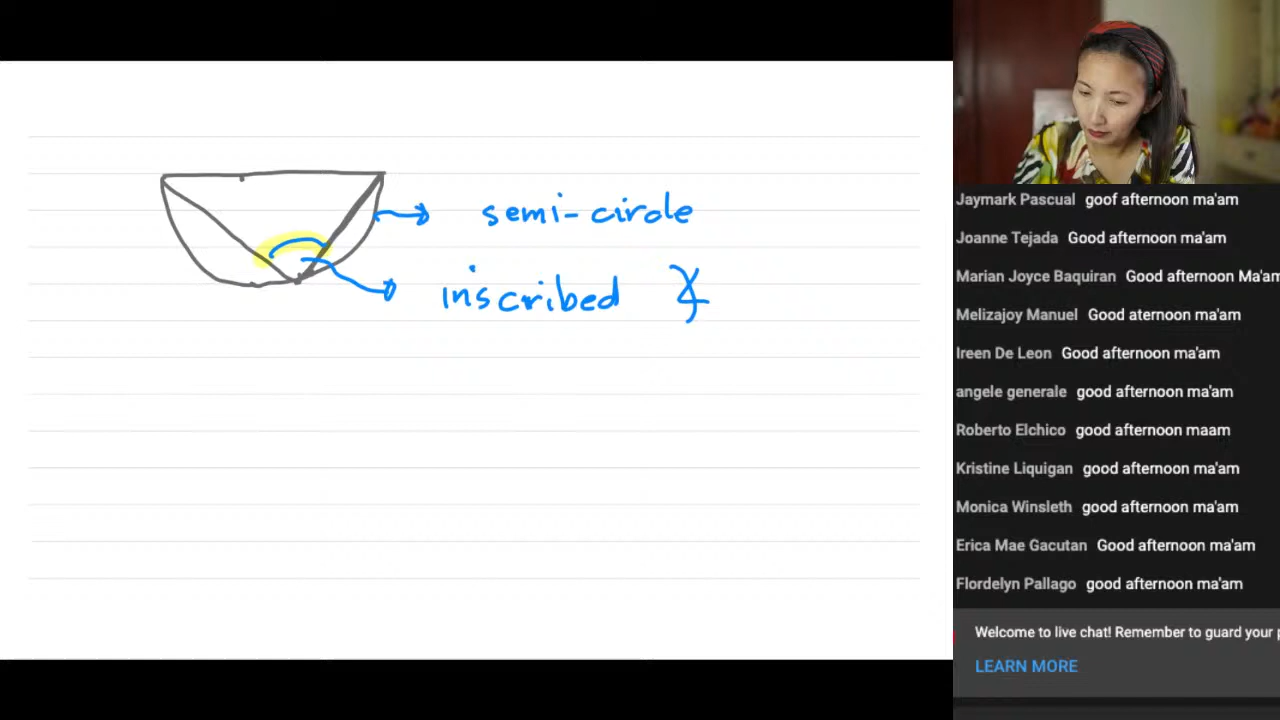 semi-circle
inscribed ∡
Jaymark Pascual goof afternoon ma'am
Joanne Tejada Good afternoon ma'am
Marian Joyce Baquiran Good afternoon Ma'am
Melizajoy Manuel Good afternoon ma'am
Ireen De Leon Good afternoon ma'am
angele generale good afternoon ma'am
Roberto Elchico good afternoon maam
Kristine Liquigan good afternoon ma'am
Monica Winsleth good afternoon ma'am
Erica Mae Gacutan Good afternoon ma'am
Flordelyn Pallago good afternoon ma'am
Welcome to live chat! Remember to guard your p
LEARN MORE